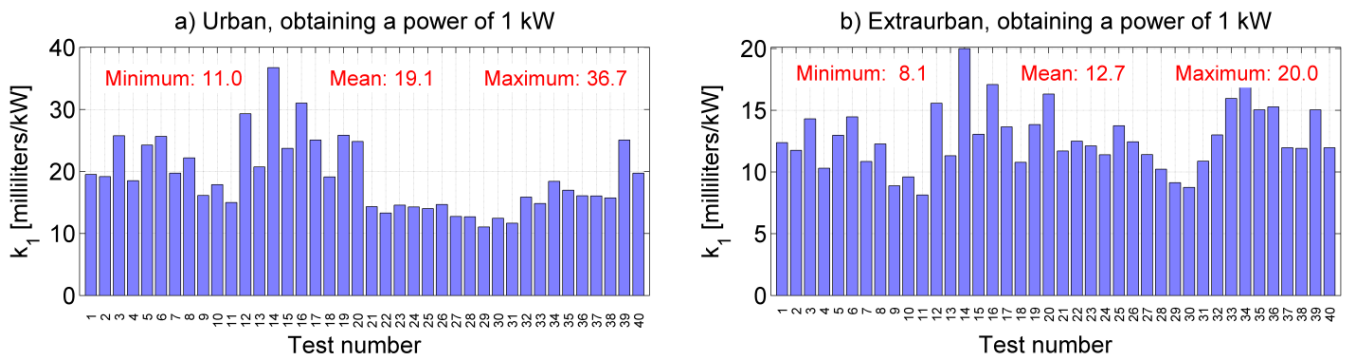 a) Urban, obtaining a power of 1 kW
40
30
20
10
0
k₁ [milliliters/kW]
Minimum: 11.0 Mean: 19.1 Maximum: 36.7
1 2 3 4 5 6 7 8 9 10 11 12 13 14 15 16 17 18 19 20 21 22 23 24 25 26 27 28 29 30 31 32 33 34 35 36 37 38 39 40
Test number
b) Extraurban, obtaining a power of 1 kW
20
15
10
5
0
k₁ [milliliters/kW]
Minimum: 8.1 Mean: 12.7 Maximum: 20.0
1 2 3 4 5 6 7 8 9 10 11 12 13 14 15 16 17 18 19 20 21 22 23 24 25 26 27 28 29 30 31 32 33 34 35 36 37 38 39 40
Test number